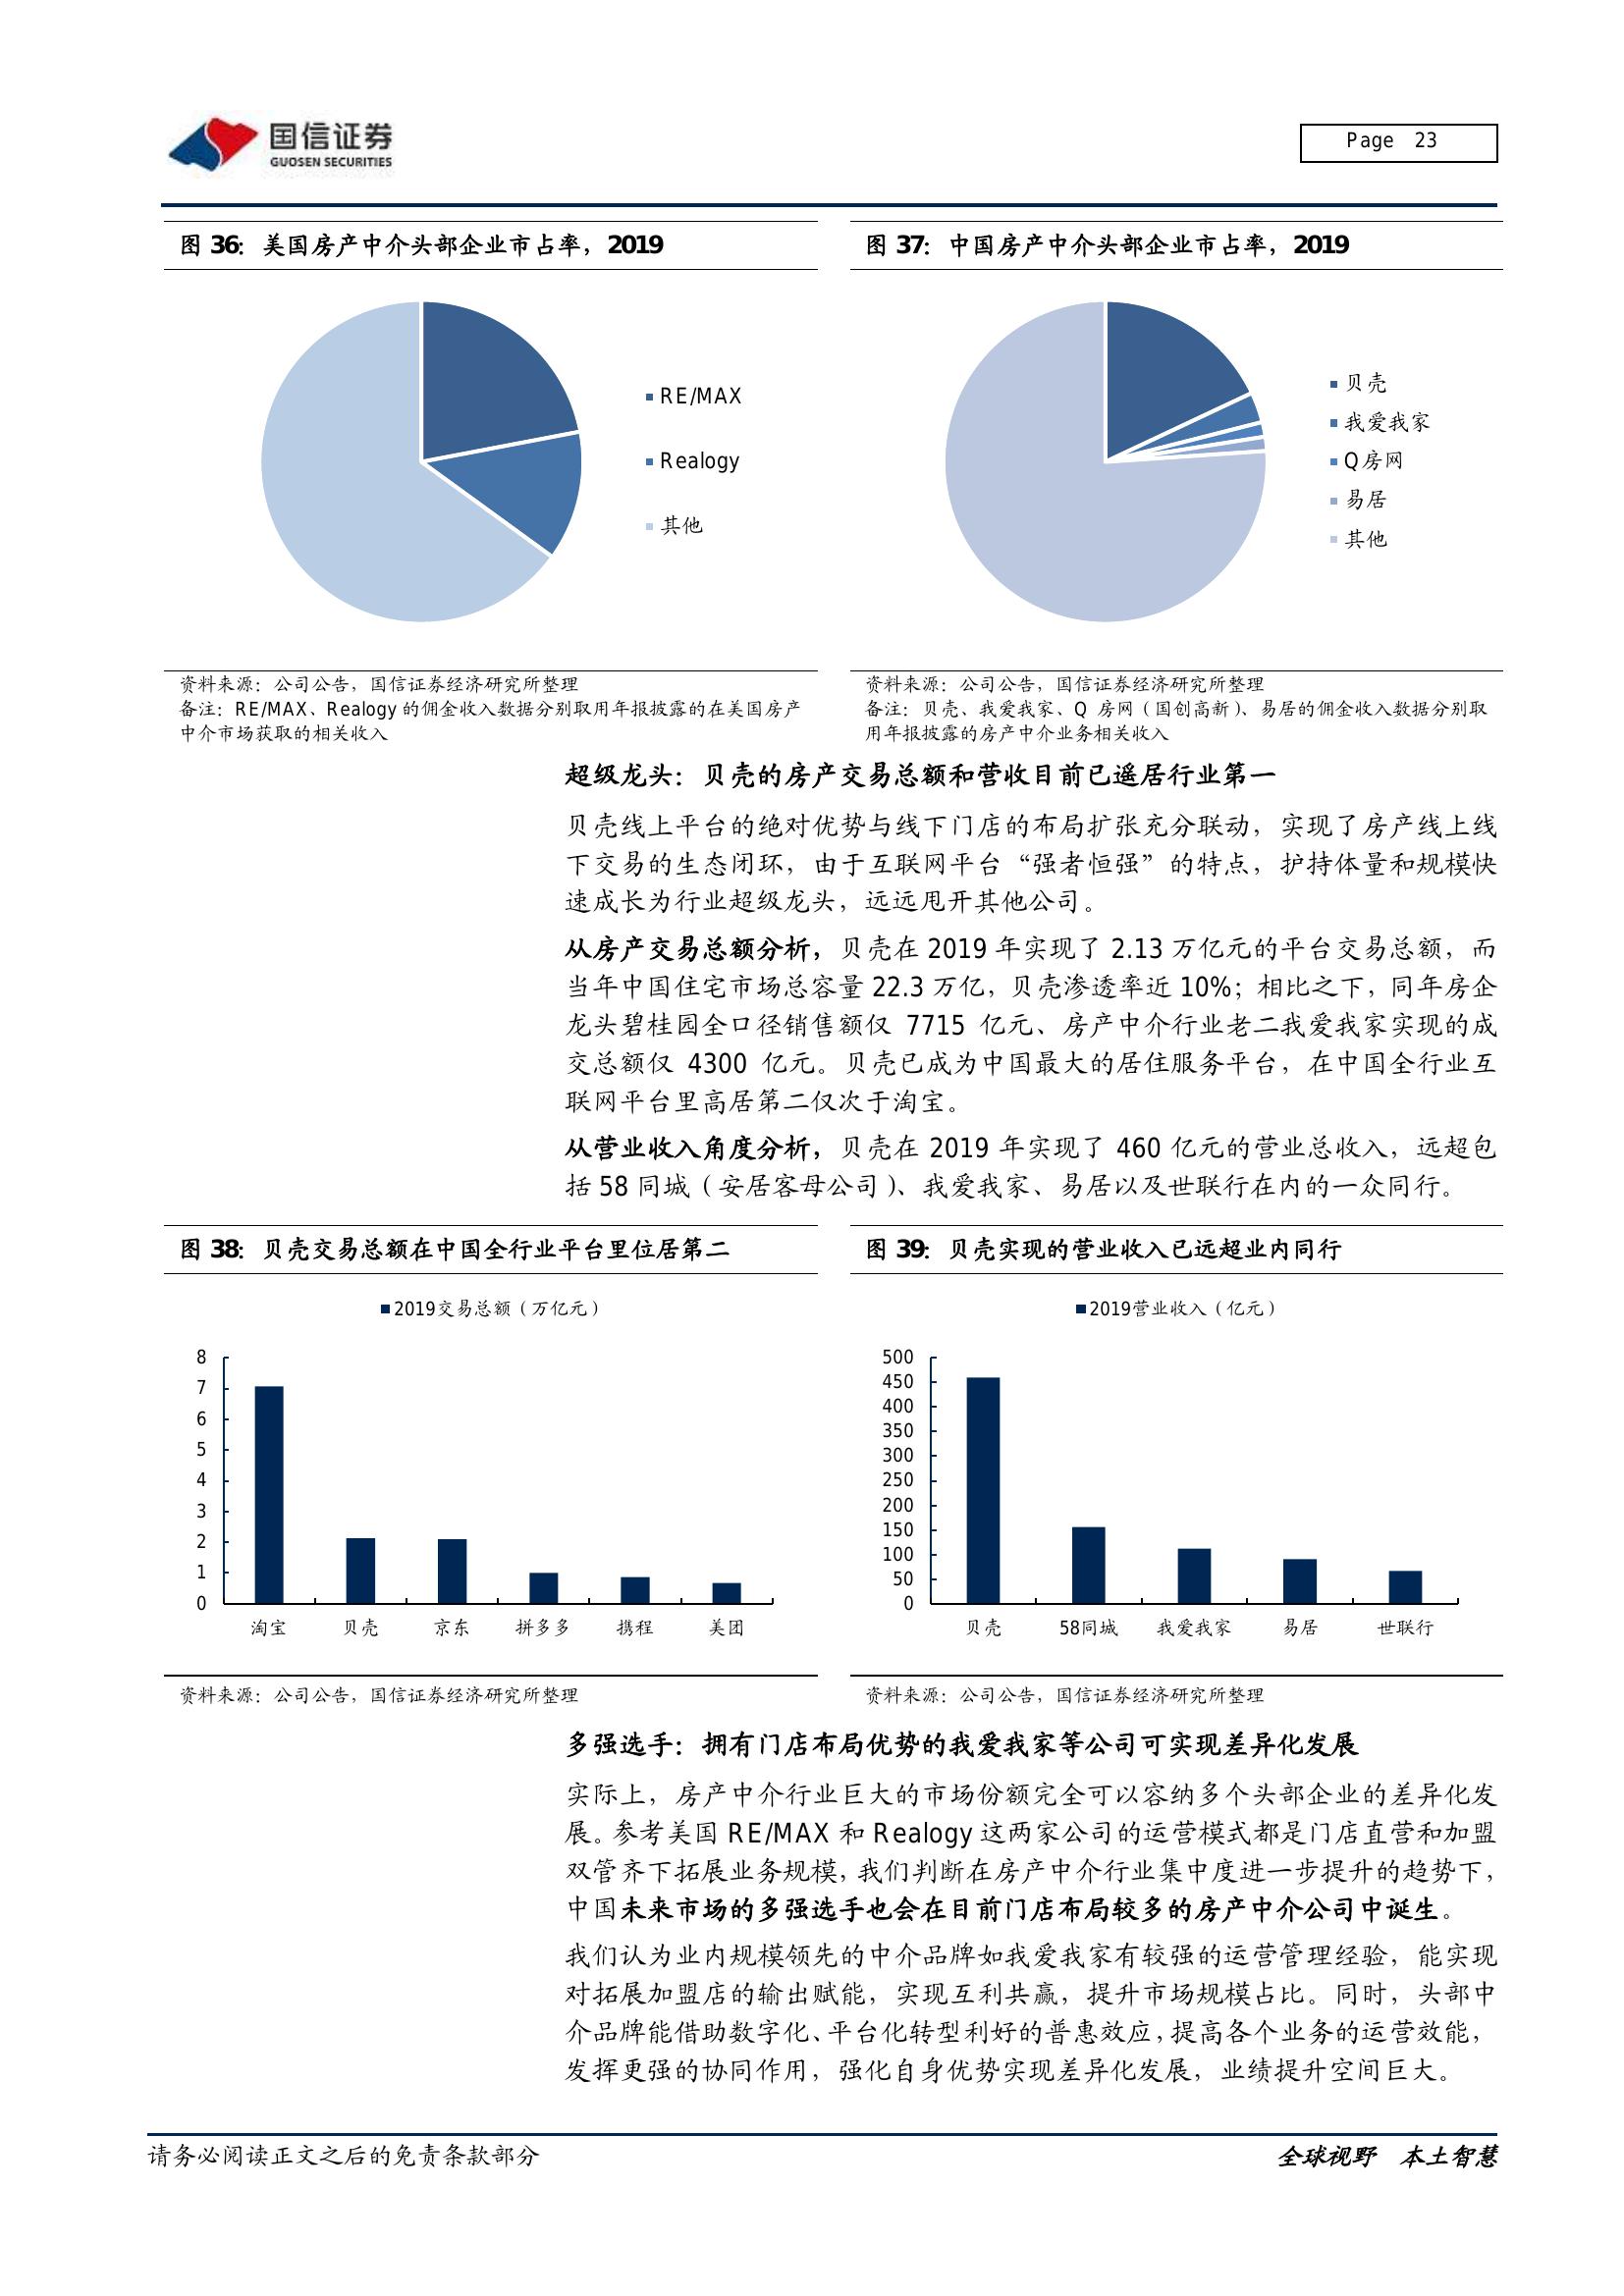 国信证券
GUOSEN SECURITIES
Page 23
图 36：美国房产中介头部企业市占率，2019
RE/MAX
Realogy
其他
资料来源：公司公告，国信证券经济研究所整理
备注：RE/MAX、Realogy 的佣金收入数据分别取用年报披露的在美国房产
中介市场获取的相关收入
图 37：中国房产中介头部企业市占率，2019
贝壳
我爱我家
Q房网
易居
其他
资料来源：公司公告，国信证券经济研究所整理
备注：贝壳、我爱我家、Q 房网（国创高新）、易居的佣金收入数据分别取
用年报披露的房产中介业务相关收入
超级龙头：贝壳的房产交易总额和营收目前已遥居行业第一
贝壳线上平台的绝对优势与线下门店的布局扩张充分联动，实现了房产线上线
下交易的生态闭环，由于互联网平台“强者恒强”的特点，护持体量和规模快
速成长为行业超级龙头，远远甩开其他公司。
从房产交易总额分析，贝壳在 2019 年实现了 2.13 万亿元的平台交易总额，而
当年中国住宅市场总容量 22.3 万亿，贝壳渗透率近 10%；相比之下，同年房企
龙头碧桂园全口径销售额仅 7715 亿元、房产中介行业老二我爱我家实现的成
交总额仅 4300 亿元。贝壳已成为中国最大的居住服务平台，在中国全行业互
联网平台里高居第二仅次于淘宝。
从营业收入角度分析，贝壳在 2019 年实现了 460 亿元的营业总收入，远超包
括 58 同城（安居客母公司）、我爱我家、易居以及世联行在内的一众同行。
图 38：贝壳交易总额在中国全行业平台里位居第二
2019交易总额（万亿元）
8
7
6
5
4
3
2
1
0
淘宝 贝壳 京东 拼多多 携程 美团
资料来源：公司公告，国信证券经济研究所整理
图 39：贝壳实现的营业收入已远超业内同行
2019营业收入（亿元）
500
450
400
350
300
250
200
150
100
50
0
贝壳 58同城 我爱我家 易居 世联行
资料来源：公司公告，国信证券经济研究所整理
多强选手：拥有门店布局优势的我爱我家等公司可实现差异化发展
实际上，房产中介行业巨大的市场份额完全可以容纳多个头部企业的差异化发
展。参考美国 RE/MAX 和 Realogy 这两家公司的运营模式都是门店直营和加盟
双管齐下拓展业务规模，我们判断在房产中介行业集中度进一步提升的趋势下，
中国未来市场的多强选手也会在目前门店布局较多的房产中介公司中诞生。
我们认为业内规模领先的中介品牌如我爱我家有较强的运营管理经验，能实现
对拓展加盟店的输出赋能，实现互利共赢，提升市场规模占比。同时，头部中
介品牌能借助数字化、平台化转型利好的普惠效应，提高各个业务的运营效能，
发挥更强的协同作用，强化自身优势实现差异化发展，业绩提升空间巨大。
请务必阅读正文之后的免责条款部分
全球视野 本土智慧